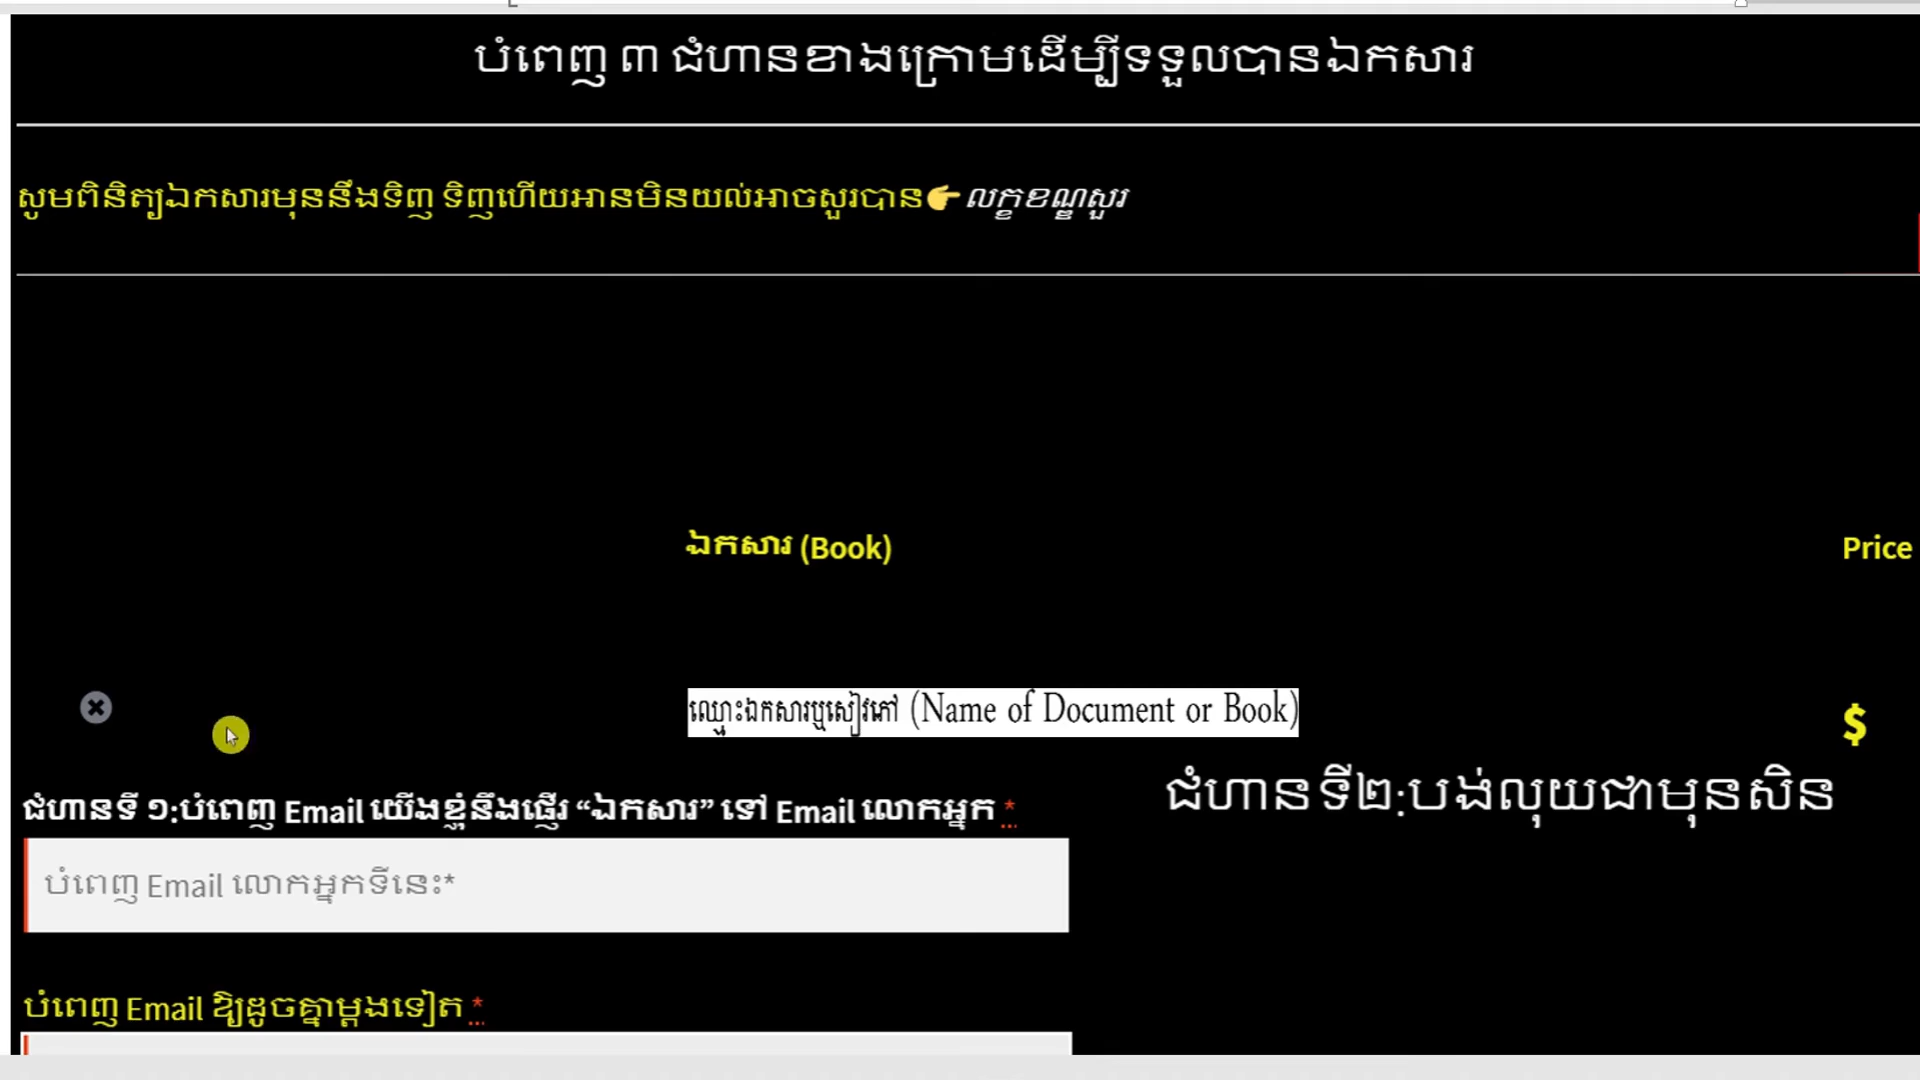 បំពេញ ៣ ជំហានខាងក្រោមដើម្បីទទួលបានឯកសារ
សូមពិនិត្យឯកសារមុននឹងទិញ ទិញហើយអានមិនយល់អាចសួរបាន👉លក្ខខណ្ឌសួរ
ឯកសារ (Book) Price
ឈ្មោះឯកសារឬសៀវភៅ (Name of Document or Book) $
ជំហានទី២:បង់លុយជាមុនសិន
ជំហានទី ១:បំពេញ Email យើងខ្ញុំនឹងផ្ញើរ “ឯកសារ” ទៅ Email លោកអ្នក *
បំពេញ Email លោកអ្នកទីនេះ*
បំពេញ Email ឱ្យដូចគ្នាម្តងទៀត *